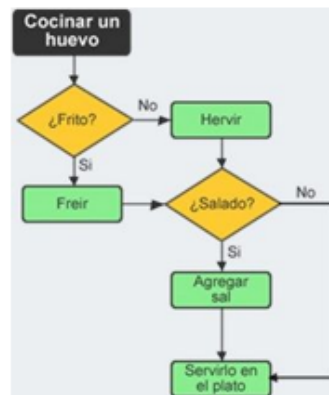 Cocinar un
huevo
¿Frito?
No
Hervir
Si
Freir
¿Salado?
No
Si
Agregar
sal
Servirlo en
el plato